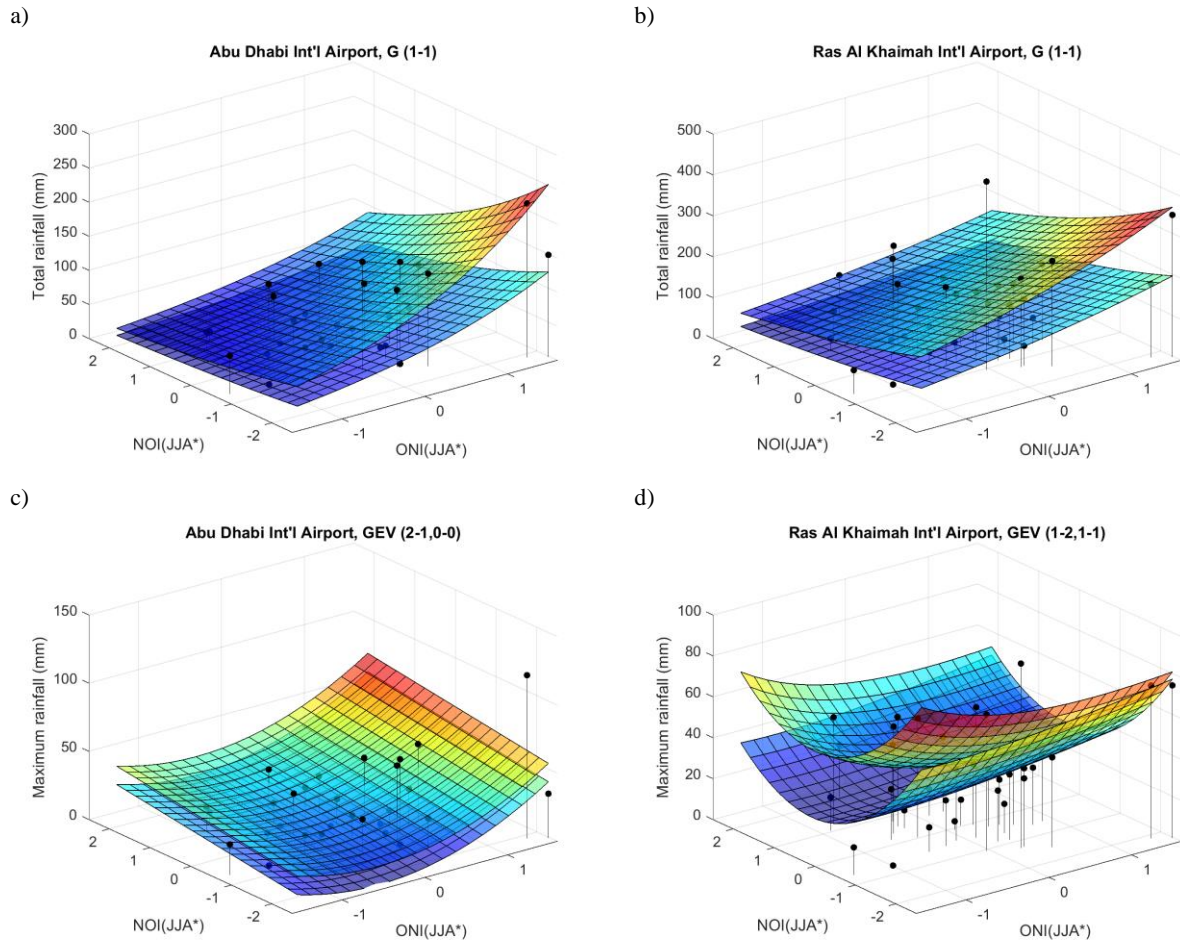 a)
b)
Abu Dhabi Int'l Airport, G (1-1)
Ras Al Khaimah Int'l Airport, G (1-1)
Total rainfall (mm)
300
250
200
150
100
50
0
2
1
0
-1
-2
NOI(JJA*)
-1
0
1
ONI(JJA*)
Total rainfall (mm)
500
400
300
200
100
0
2
1
0
-1
-2
NOI(JJA*)
-1
0
1
ONI(JJA*)
c)
d)
Abu Dhabi Int'l Airport, GEV (2-1,0-0)
Ras Al Khaimah Int'l Airport, GEV (1-2,1-1)
Maximum rainfall (mm)
150
100
50
0
2
1
0
-1
-2
NOI(JJA*)
-1
0
1
ONI(JJA*)
Maximum rainfall (mm)
100
80
60
40
20
0
2
1
0
-1
-2
NOI(JJA*)
-1
0
1
ONI(JJA*)